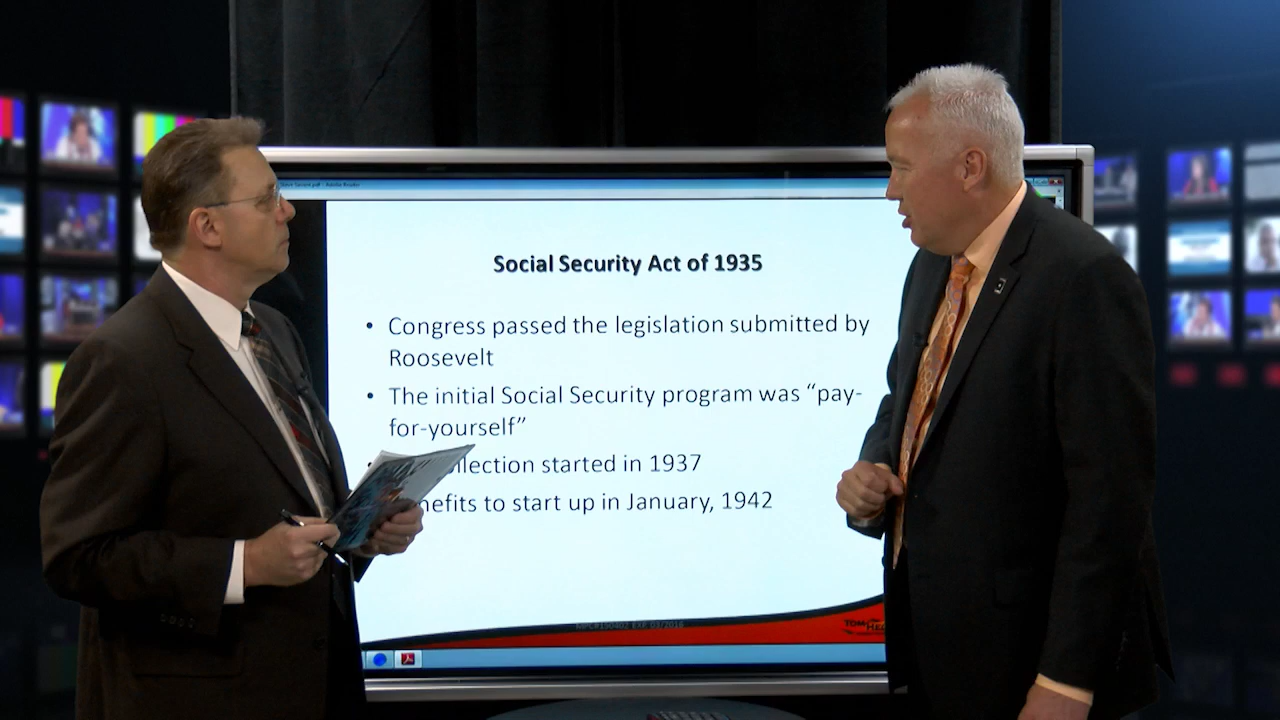 Social Security Act of 1935
• Congress passed the legislation submitted by
Roosevelt
• The initial Social Security program was “pay-
for-yourself”
llection started in 1937
nefits to start up in January, 1942
TOM